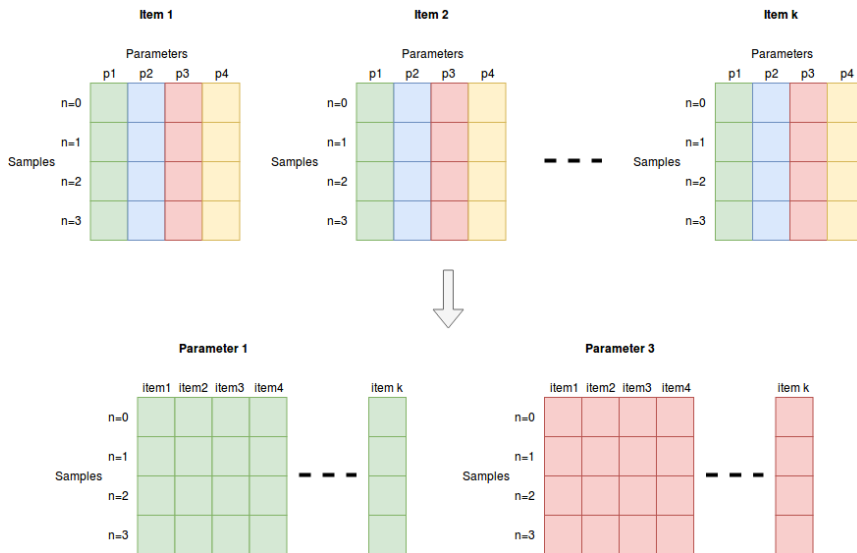 Item 1 Item 2 Item k
Parameters Parameters Parameters
p1 p2 p3 p4 p1 p2 p3 p4 p1 p2 p3 p4
n=0 n=0 n=0
n=1 n=1 n=1
Samples Samples Samples
n=2 n=2 n=2
n=3 n=3 n=3
Parameter 1 Parameter 3
item1 item2 item3 item4 item k item1 item2 item3 item4 item k
n=0 n=0
n=1 n=1
Samples Samples
n=2 n=2
n=3 n=3